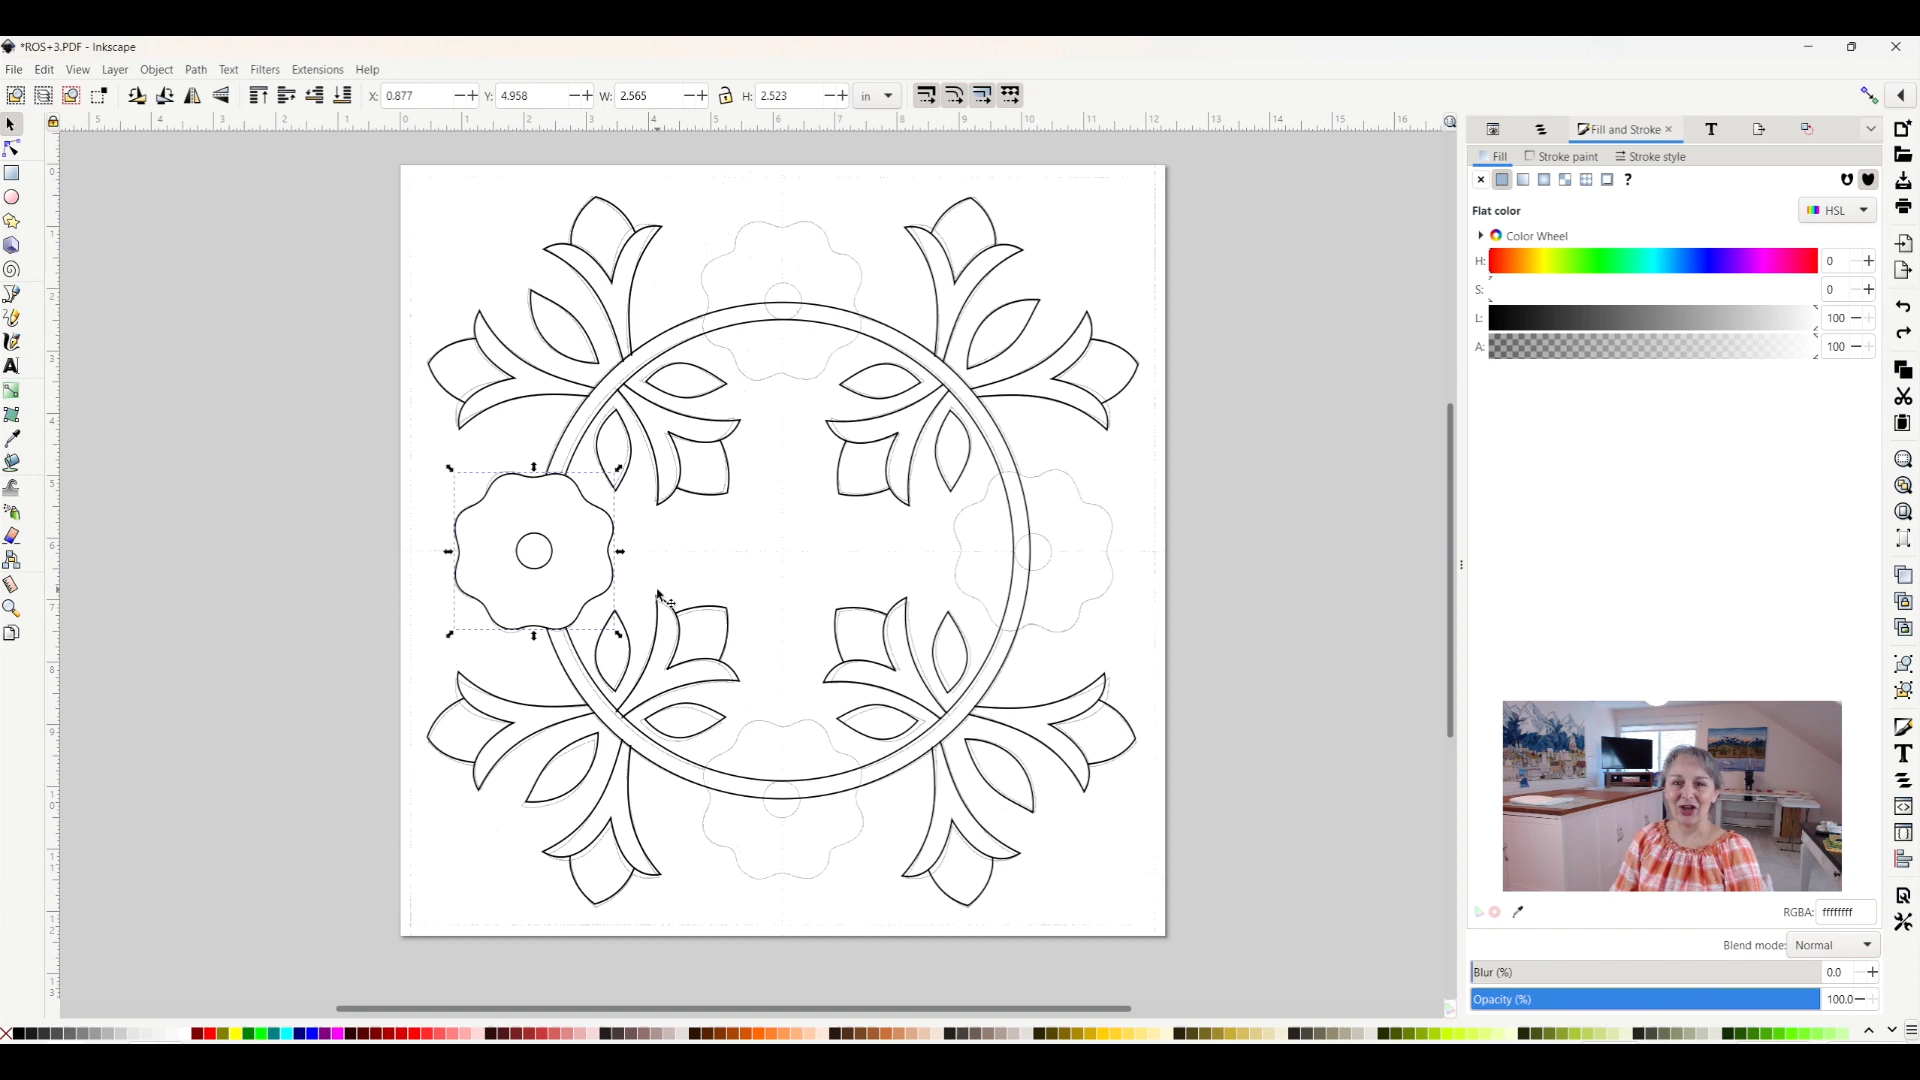 *ROS+3.PDF - Inkscape
File Edit View Layer Object Path Text Filters Extensions Help
X: 0.877 Y: 4.958 W: 2.565 H: 2.523 in
Fill and Stroke
Fill Stroke paint Stroke style
?
Flat color HSL
Color Wheel
H: 0
S: 0
L: 100
A: 100
RGBA: ffffffff
Blend mode: Normal
Blur (%) 0.0
Opacity (%) 100.0